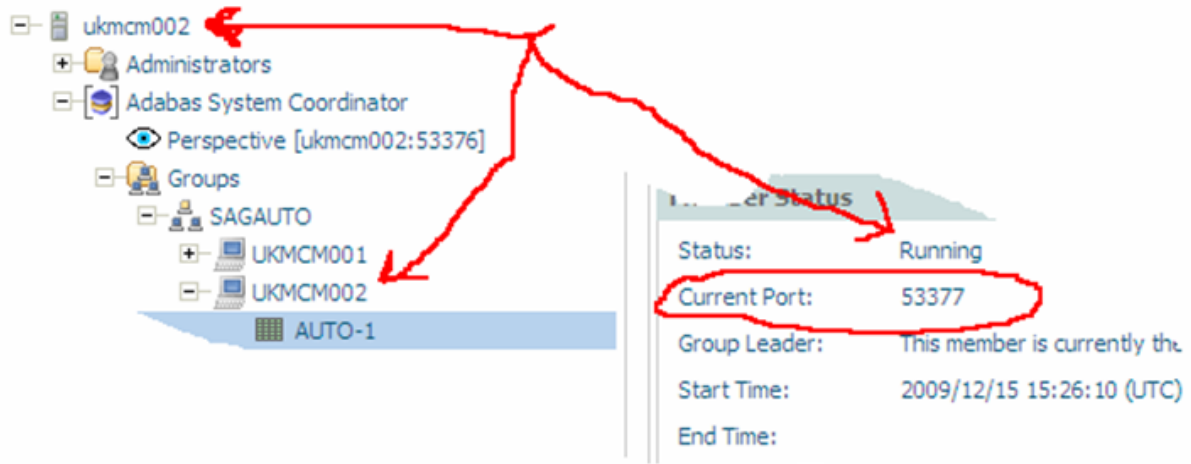 ukmcm002
Administrators
Adabas System Coordinator
Perspective [ukmcm002:53376]
Groups
SAGAUTO
UKMCM001
UKMCM002
AUTO-1
Status
Status: Running
Current Port: 53377
Group Leader: This member is currently the
Start Time: 2009/12/15 15:26:10 (UTC)
End Time: